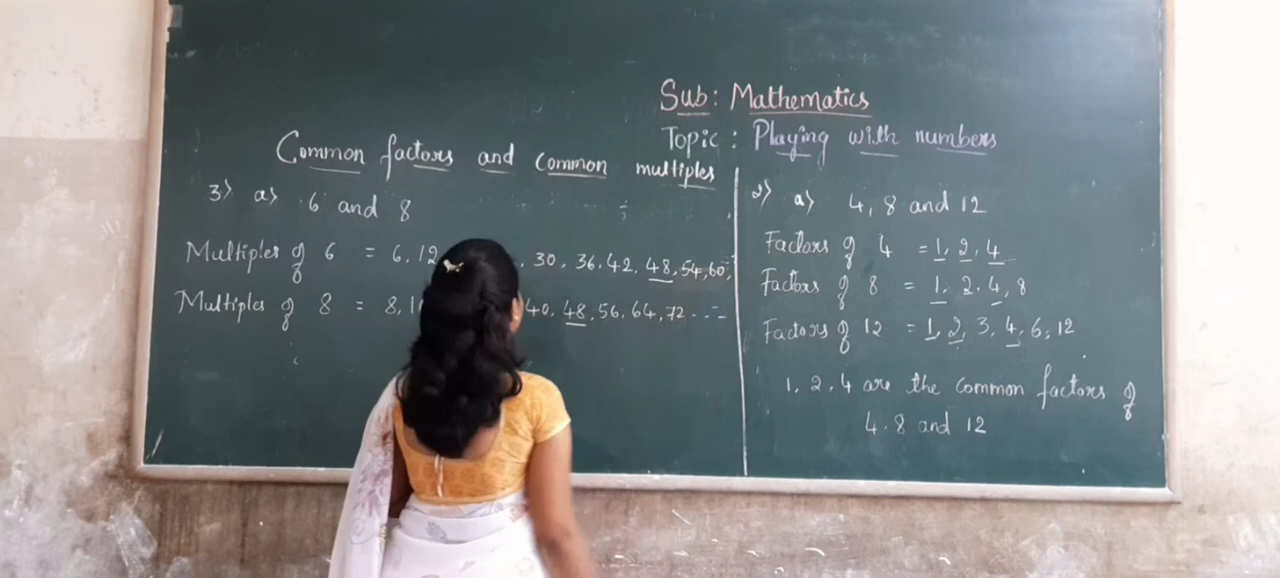 Sub: Mathematics
Topic: Playing with numbers
Common factors and common multiples
3) a) 6 and 8
Multiples of 6 = 6, 12 , 30, 36, 42, 48, 54, 60,
Multiples of 8 = 8, 40, 48, 56, 64, 72 ...
2) a) 4, 8 and 12
Factors of 4 = 1, 2, 4
Factors of 8 = 1, 2, 4, 8
Factors of 12 = 1, 2, 3, 4, 6, 12
1, 2, 4 are the common factors of
4, 8 and 12